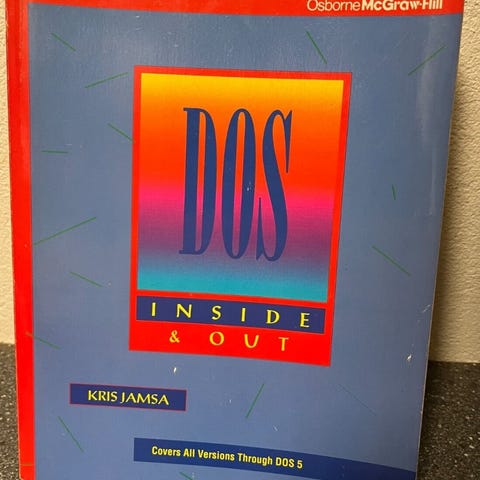 Osborne McGraw-Hill
DOS
INSIDE
& OUT
KRIS JAMSA
Covers All Versions Through DOS 5